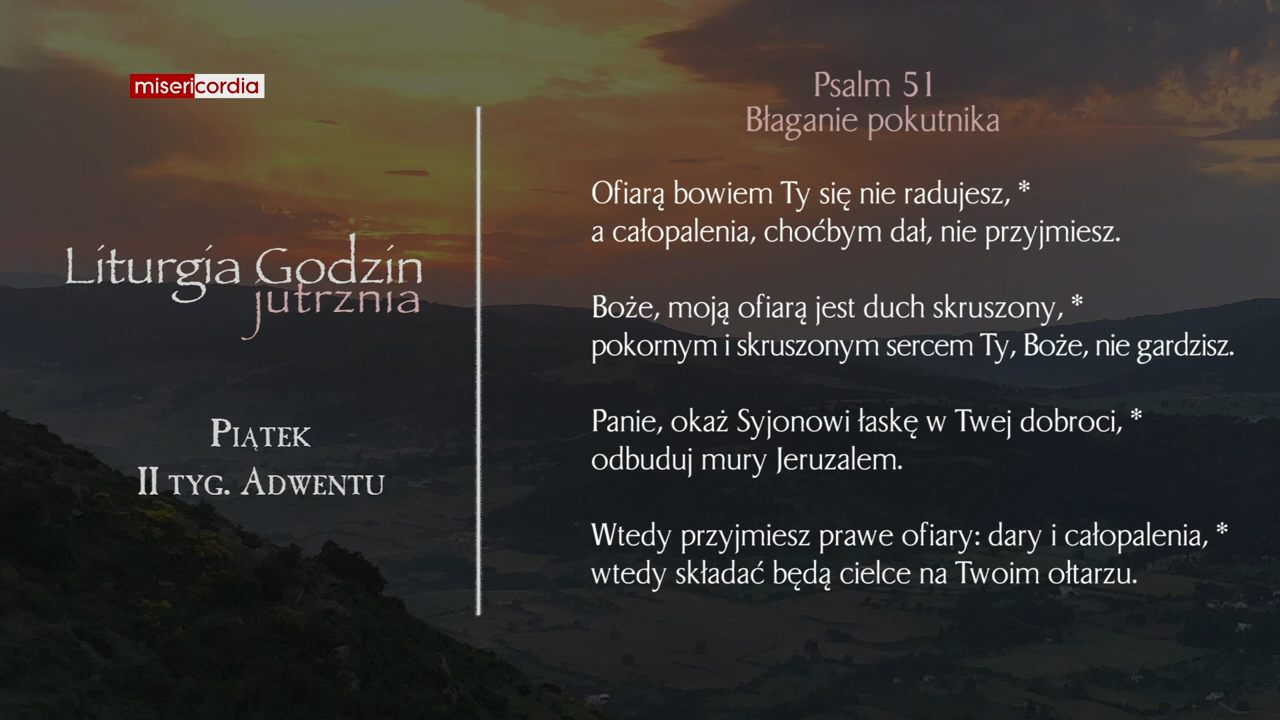 misericordia
Liturgia Godzin
jutrznia
Piątek
II tyg. Adwentu
Psalm 51
Błaganie pokutnika
Ofiarą bowiem Ty się nie radujesz, *
a całopalenia, choćbym dał, nie przyjmiesz.
Boże, moją ofiarą jest duch skruszony, *
pokornym i skruszonym sercem Ty, Boże, nie gardzisz.
Panie, okaż Syjonowi łaskę w Twej dobroci, *
odbuduj mury Jeruzalem.
Wtedy przyjmiesz prawe ofiary: dary i całopalenia, *
wtedy składać będą cielce na Twoim ołtarzu.